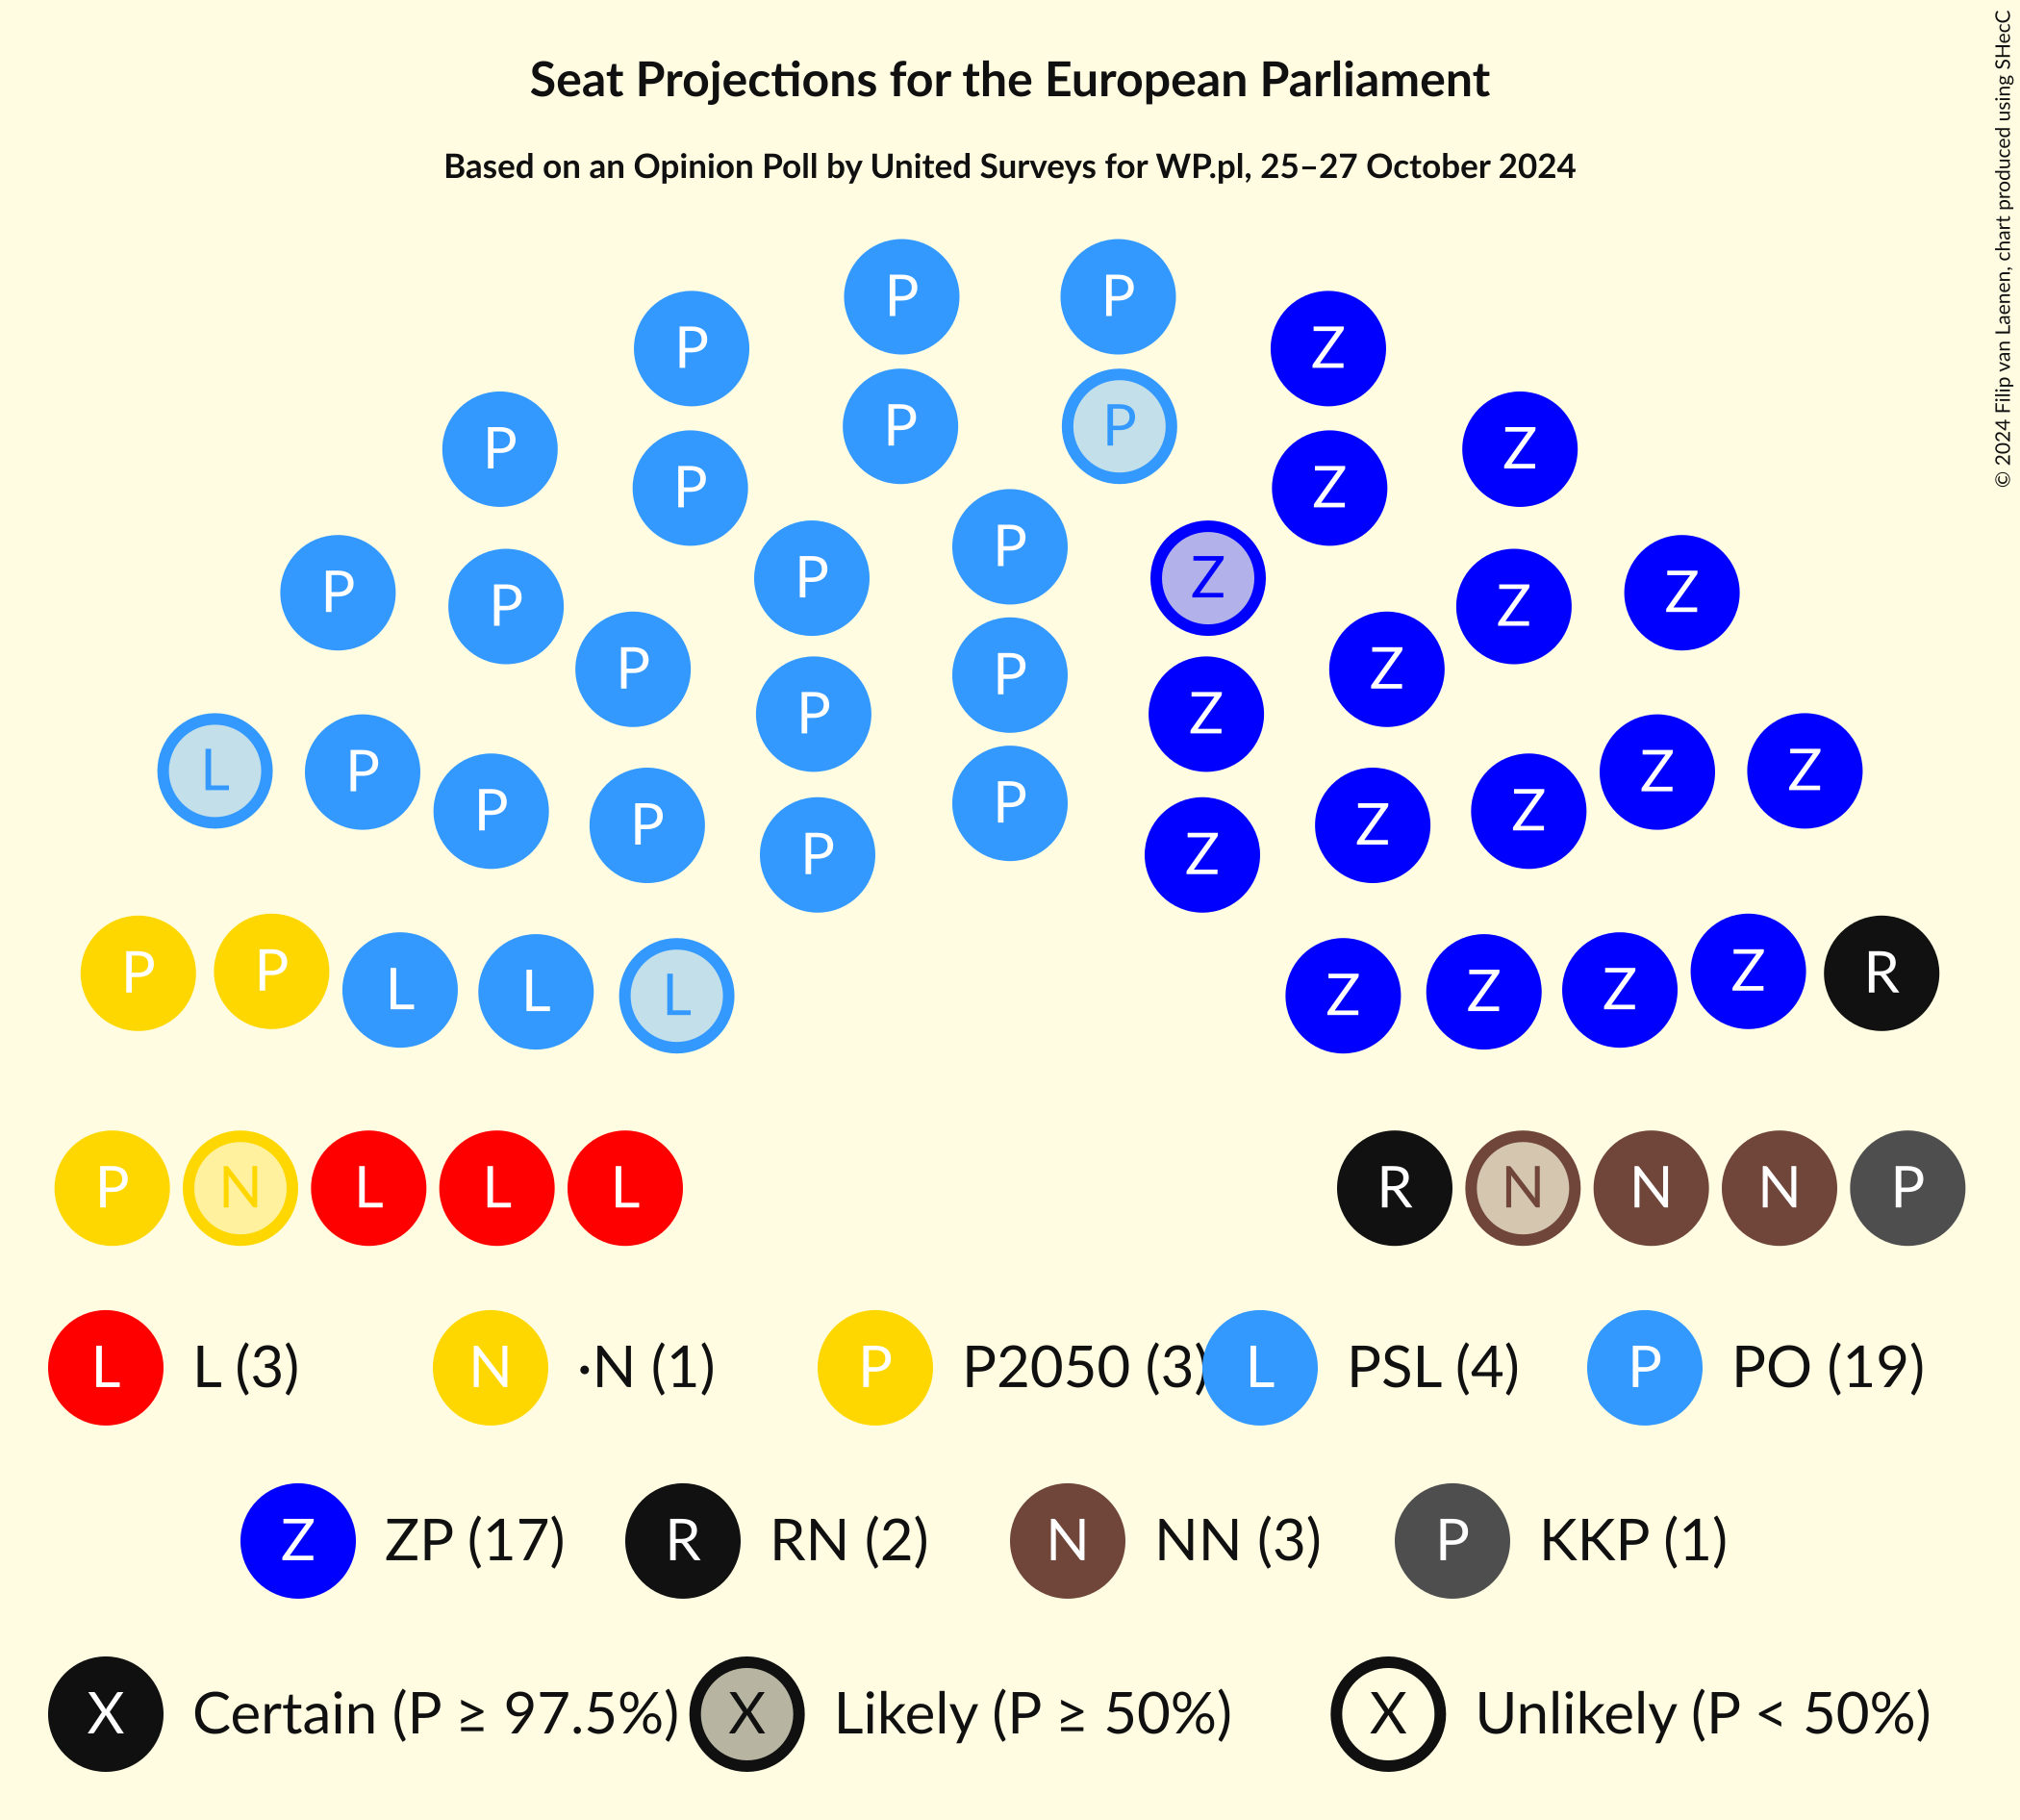 Seat Projections for the European Parliament
Based on an Opinion Poll by United Surveys for WP.pl, 25–27 October 2024
© 2024 Filip van Laenen, chart produced using SHecC
P P
P Z
P P
P Z
P Z
P Z
P
P Z
P Z
P Z
P Z
P
P Z
L P Z Z
P
P Z
P Z
P Z
P P L L L Z Z Z Z R
P N L L L R N N N P
L L (3) N ·N (1) P P2050 (3) L PSL (4) P PO (19)
Z ZP (17) R RN (2) N NN (3) P KKP (1)
X Certain (P ≥ 97.5%) X Likely (P ≥ 50%) X Unlikely (P < 50%)